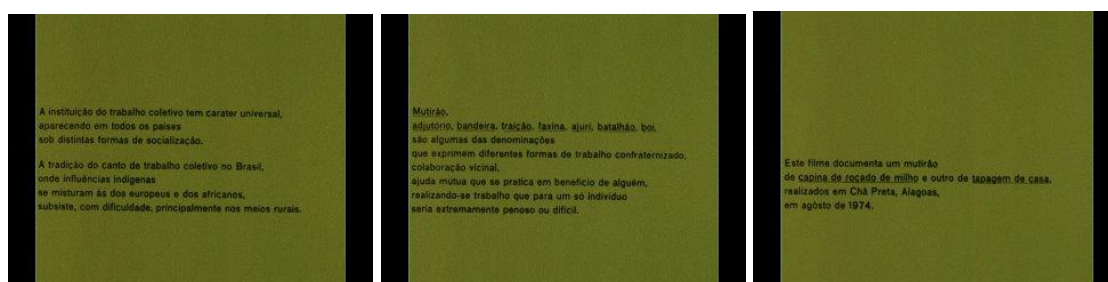 A instituição do trabalho coletivo tem carater universal,
aparecendo em todos os países
sob distintas formas de socialização.
A tradição do canto de trabalho coletivo no Brasil,
onde influências indígenas
se misturam às dos europeus e dos africanos,
subsiste, com dificuldade, principalmente nos meios rurais.
Mutirão,
adjutório, bandeira, traição, faxina, ajuri, batalhão, boi,
são algumas das denominações
que exprimem diferentes formas de trabalho confraternizado,
colaboração vicinal,
ajuda mútua que se pratica em benefício de alguém,
realizando-se trabalho que para um só indivíduo
seria extremamente penoso ou difícil.
Este filme documenta um mutirão
de capina de roçado de milho e outro de tapagem de casa,
realizados em Chã Preta, Alagoas,
em agôsto de 1974.